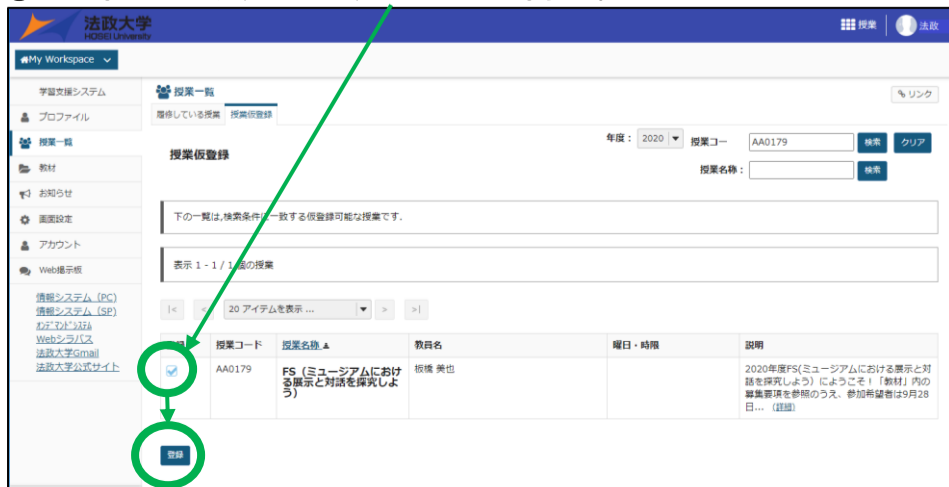 法政大学
HOSEI University
授業
法政
My Workspace
学習支援システム
プロファイル
授業一覧
教材
お知らせ
画面設定
アカウント
Web掲示板
情報システム（PC）
情報システム（SP）
ｵﾝﾃﾞﾏﾝﾄﾞｼｽﾃﾑ
Webシラバス
法政大学Gmail
法政大学公式サイト
授業一覧
リンク
履修している授業 授業仮登録
授業仮登録
年度： 2020 授業コー AA0179 検索 クリア
授業名称： 検索
下の一覧は,検索条件に一致する仮登録可能な授業です.
表示 1 - 1 / 1 個の授業
|< < 20 アイテムを表示 ... > >|
授業コード 授業名称 教員名 曜日・時限 説明
AA0179
FS（ミュージアムにおけ
る展示と対話を探究しよ
う）
板橋 美也
2020年度FS(ミュージアムにおける展示と対
話を探究しよう）にようこそ！「教材」内の
募集要項を参照のうえ、参加希望者は9月28
日... (詳細)
登録